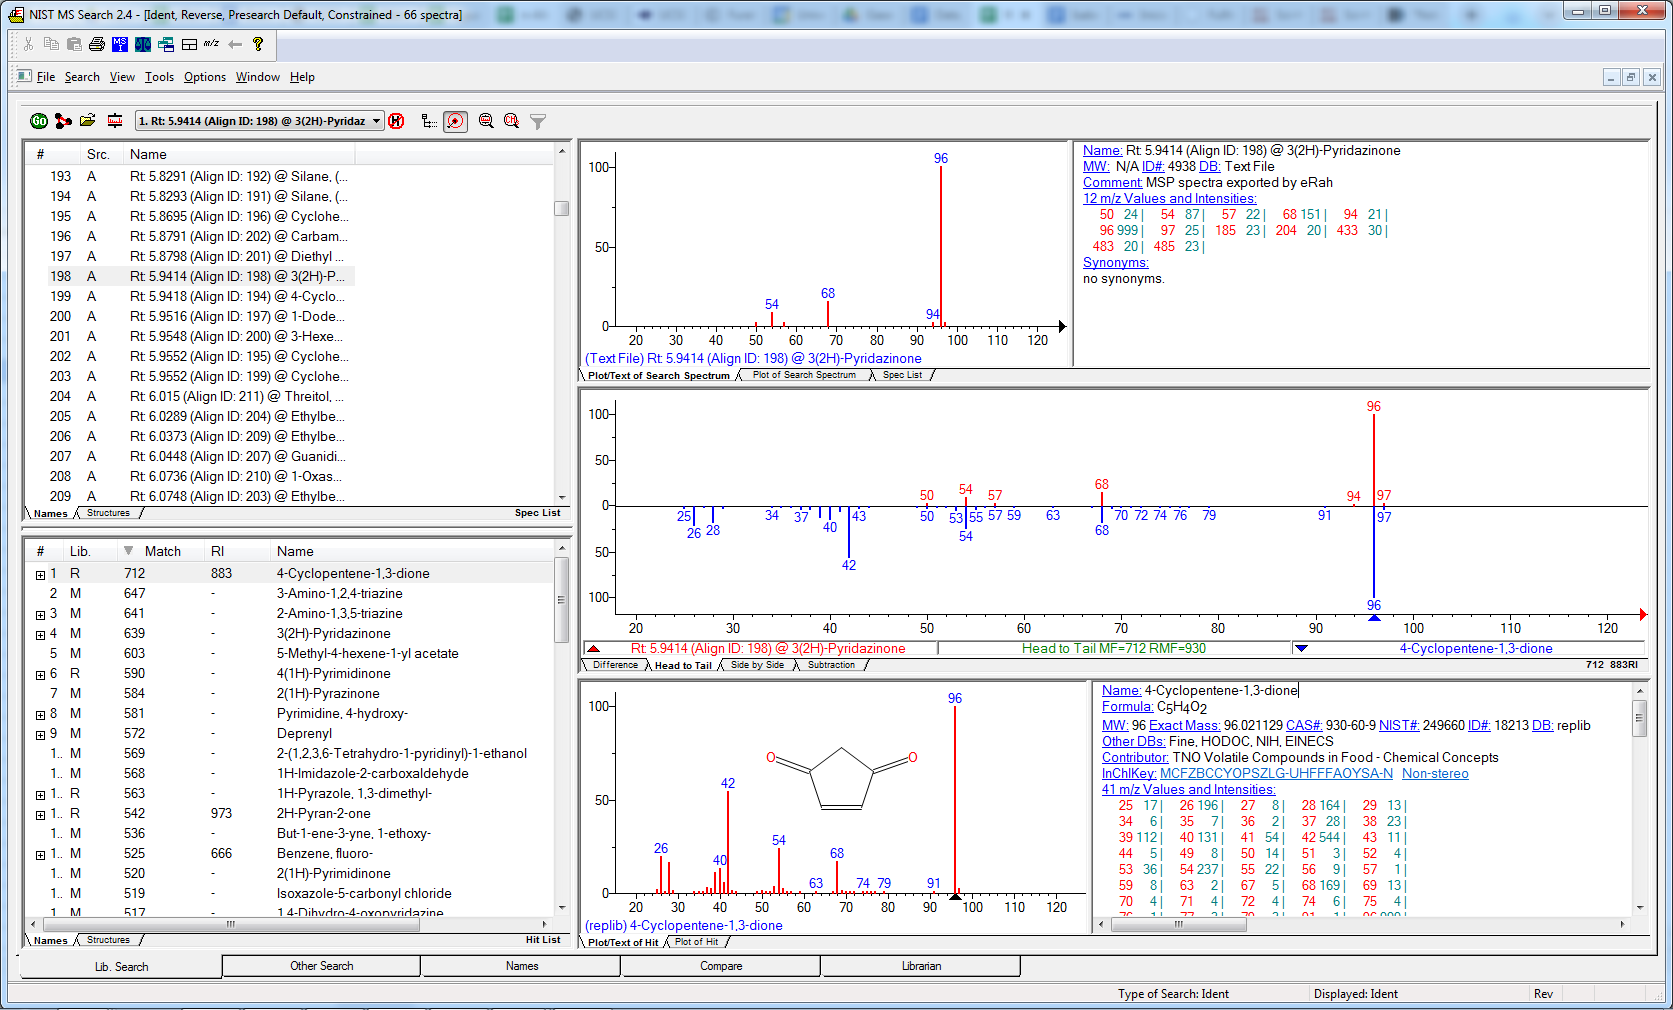 NIST MS Search 2.4 - [Ident, Reverse, Presearch Default, Constrained - 66 spectra]
MS
m/z
File Search View Tools Options Window Help
GO
1. Rt: 5.9414 (Align ID: 198) @ 3(2H)-Pyridaz
# Src. Name
193 A Rt: 5.8291 (Align ID: 192) @ Silane, (...
194 A Rt: 5.8293 (Align ID: 191) @ Silane, (...
195 A Rt: 5.8695 (Align ID: 196) @ Cyclohe...
196 A Rt: 5.8791 (Align ID: 202) @ Carbam...
197 A Rt: 5.8798 (Align ID: 201) @ Diethyl ...
198 A Rt: 5.9414 (Align ID: 198) @ 3(2H)-P...
199 A Rt: 5.9418 (Align ID: 194) @ 4-Cyclo...
200 A Rt: 5.9516 (Align ID: 197) @ 1-Dode...
201 A Rt: 5.9548 (Align ID: 200) @ 3-Hexe...
202 A Rt: 5.9552 (Align ID: 195) @ Cyclohe...
203 A Rt: 5.9552 (Align ID: 199) @ Cyclohe...
204 A Rt: 6.015 (Align ID: 211) @ Threitol, ...
205 A Rt: 6.0289 (Align ID: 204) @ Ethylbe...
206 A Rt: 6.0373 (Align ID: 209) @ Ethylbe...
207 A Rt: 6.0448 (Align ID: 207) @ Guanidi...
208 A Rt: 6.0736 (Align ID: 210) @ 1-Oxas...
209 A Rt: 6.0748 (Align ID: 203) @ Ethylbe...
Names Structures Spec List
100
50
0
96
68
54
94
20 30 40 50 60 70 80 90 100 110 120
(Text File) Rt: 5.9414 (Align ID: 198) @ 3(2H)-Pyridazinone
Plot/Text of Search Spectrum Plot of Search Spectrum Spec List
Name: Rt: 5.9414 (Align ID: 198) @ 3(2H)-Pyridazinone
MW: N/A ID#: 4938 DB: Text File
Comment: MSP spectra exported by eRah
12 m/z Values and Intensities:
50 24| 54 87| 57 22| 68 151| 94 21|
96 999| 97 25| 185 23| 204 20| 433 30|
483 20| 485 23|
Synonyms:
no synonyms.
100
50
0
50
100
96
68
50 54 57 94 97
25 34 37 43 50 53 55 57 59 63 70 72 74 76 79 91 97
26 28 40 54 68
42
96
20 30 40 50 60 70 80 90 100 110 120
Rt: 5.9414 (Align ID: 198) @ 3(2H)-Pyridazinone Head to Tail MF=712 RMF=930 4-Cyclopentene-1,3-dione
Difference Head to Tail Side by Side Subtraction 712 883RI
# Lib. Match RI Name
1 R 712 883 4-Cyclopentene-1,3-dione
2 M 647 - 3-Amino-1,2,4-triazine
3 M 641 - 2-Amino-1,3,5-triazine
4 M 639 - 3(2H)-Pyridazinone
5 M 603 - 5-Methyl-4-hexene-1-yl acetate
6 R 590 - 4(1H)-Pyrimidinone
7 M 584 - 2(1H)-Pyrazinone
8 M 581 - Pyrimidine, 4-hydroxy-
9 M 572 - Deprenyl
1.. M 569 - 2-(1,2,3,6-Tetrahydro-1-pyridinyl)-1-ethanol
1.. M 568 - 1H-Imidazole-2-carboxaldehyde
1.. R 563 - 1H-Pyrazole, 1,3-dimethyl-
1.. R 542 973 2H-Pyran-2-one
1.. M 536 - But-1-ene-3-yne, 1-ethoxy-
1.. M 525 666 Benzene, fluoro-
1.. M 520 - 2(1H)-Pyrimidinone
1.. M 519 - Isoxazole-5-carbonyl chloride
1.. M 517 - 1,4-Dihydro-4-oxopyridazine
Names Structures Hit List
100
50
0
96
42
54
26
40
68
63
74 79
91
O O
20 30 40 50 60 70 80 90 100 110 120
(replib) 4-Cyclopentene-1,3-dione
Plot/Text of Hit Plot of Hit
Name: 4-Cyclopentene-1,3-dione
Formula: C5H4O2
MW: 96 Exact Mass: 96.021129 CAS#: 930-60-9 NIST#: 249660 ID#: 18213 DB: replib
Other DBs: Fine, HODOC, NIH, EINECS
Contributor: TNO Volatile Compounds in Food - Chemical Concepts
InChIKey: MCFZBCCYOPSZLG-UHFFFAOYSA-N Non-stereo
41 m/z Values and Intensities:
25 17| 26 196| 27 8| 28 164| 29 13|
34 6| 35 7| 36 2| 37 28| 38 23|
39 112| 40 131| 41 54| 42 544| 43 11|
44 5| 49 8| 50 14| 51 3| 52 4|
53 36| 54 237| 55 22| 56 9| 57 1|
59 8| 63 2| 67 5| 68 169| 69 13|
70 4| 71 4| 72 4| 74 6| 75 4|
76 1| 77 3| 79 3| 91 1| 96 999|
Lib. Search Other Search Names Compare Librarian
Type of Search: Ident Displayed: Ident Rev